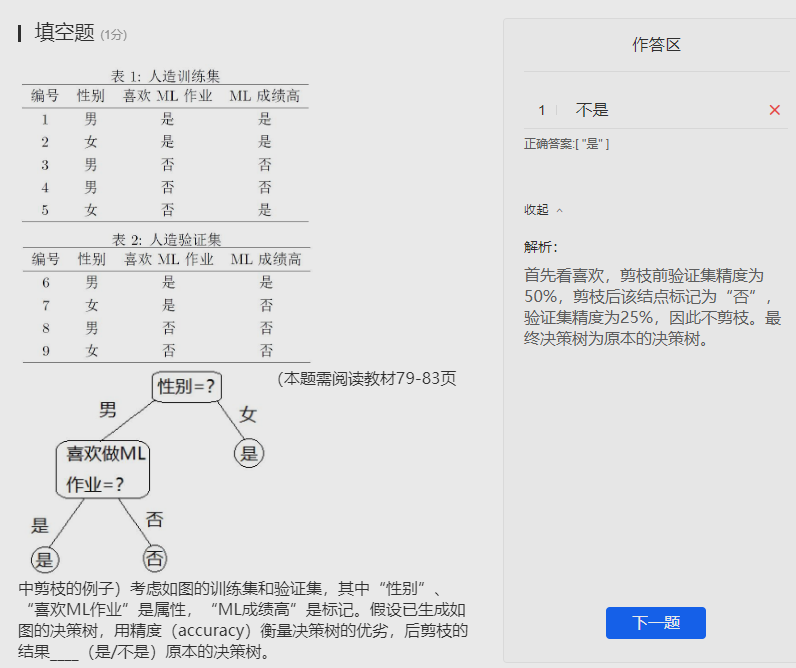 填空题 (1分)
表 1: 人造训练集
编号 性别 喜欢 ML 作业 ML 成绩高
1 男 是 是
2 女 是 是
3 男 否 否
4 男 否 否
5 女 否 是
表 2: 人造验证集
编号 性别 喜欢 ML 作业 ML 成绩高
6 男 是 是
7 女 是 否
8 男 否 否
9 女 否 否
(本题需阅读教材79-83页
性别=?
男 女
喜欢做ML
作业=?
是
是 否
是 否
中剪枝的例子）考虑如图的训练集和验证集，其中“性别”、
“喜欢ML作业”是属性，“ML成绩高”是标记。假设已生成如
图的决策树，用精度（accuracy）衡量决策树的优劣，后剪枝的
结果____（是/不是）原本的决策树。
作答区
1 不是
正确答案:[ "是" ]
收起
解析：
首先看喜欢，剪枝前验证集精度为
50%，剪枝后该结点标记为“否”，
验证集精度为25%，因此不剪枝。最
终决策树为原本的决策树。
下一题